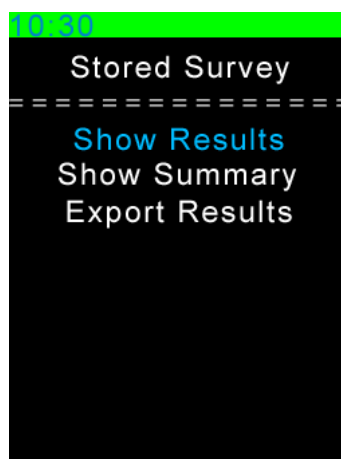 10:30
Stored Survey
===============
Show Results
Show Summary
Export Results